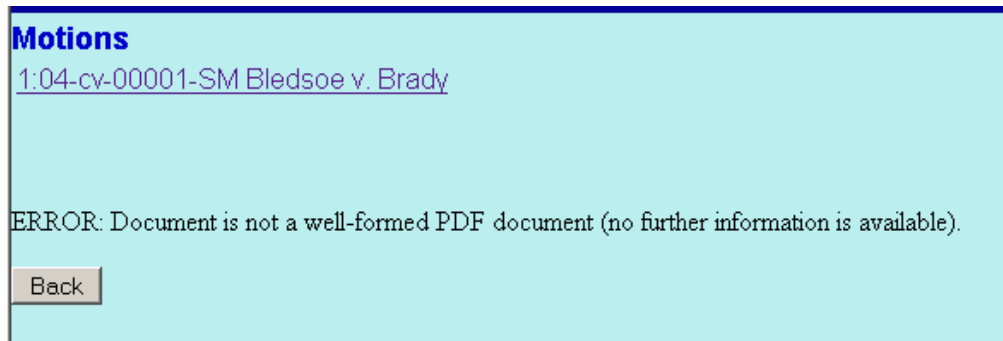 Motions
1:04-cv-00001-SM Bledsoe v. Brady
ERROR: Document is not a well-formed PDF document (no further information is available).
Back